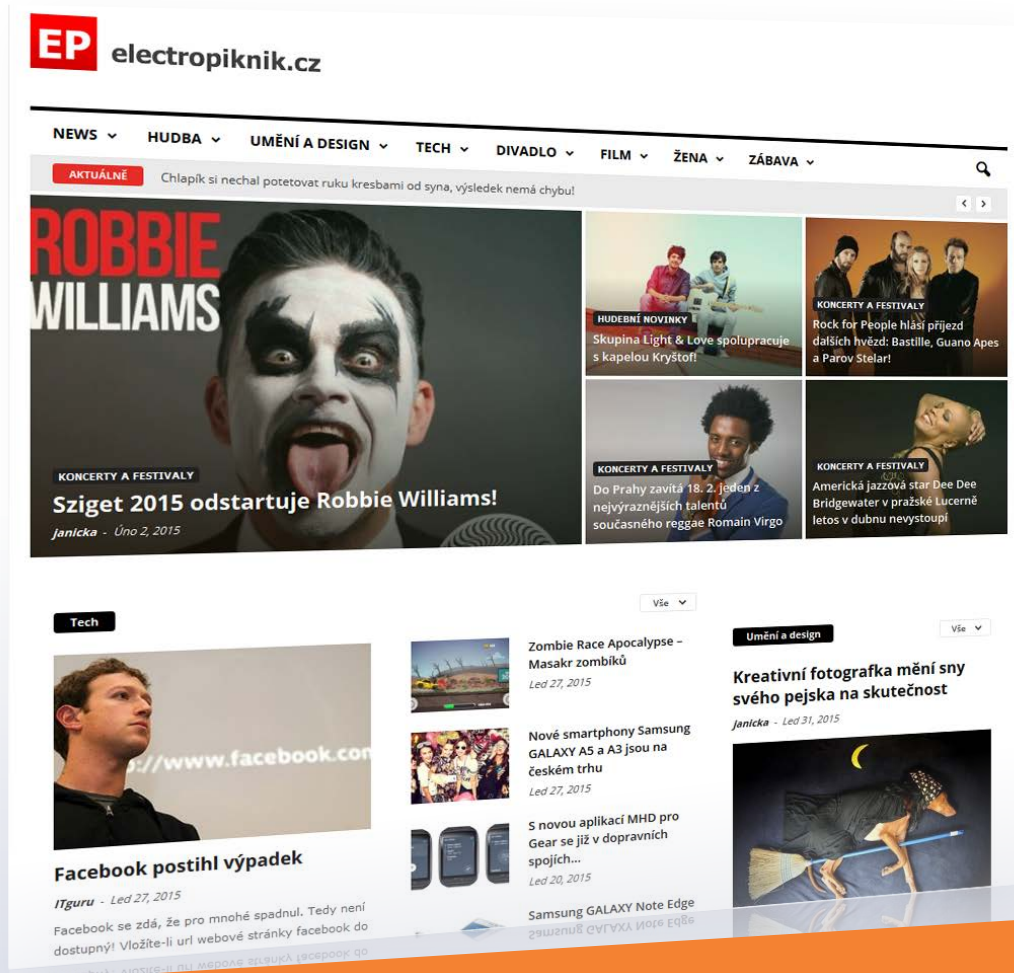 EP electropiknik.cz
NEWS HUDBA UMĚNÍ A DESIGN TECH DIVADLO FILM ŽENA ZÁBAVA
AKTUÁLNĚ Chlapík si nechal potetovat ruku kresbami od syna, výsledek nemá chybu!
ROBBIE
WILLIAMS
KONCERTY A FESTIVALY
Sziget 2015 odstartuje Robbie Williams!
janicka - Úno 2, 2015
HUDEBNÍ NOVINKY
Skupina Light & Love spolupracuje
s kapelou Kryštof!
KONCERTY A FESTIVALY
Rock for People hlásí příjezd
dalších hvězd: Bastille, Guano Apes
a Parov Stelar!
KONCERTY A FESTIVALY
Do Prahy zavítá 18. 2. jeden z
nejvýraznějších talentů
současného reggae Romain Virgo
KONCERTY A FESTIVALY
Americká jazzová star Dee Dee
Bridgewater v pražské Lucerně
letos v dubnu nevystoupí
Tech
Vše
://www.facebook.com
Facebook postihl výpadek
ITguru - Led 27, 2015
Facebook se zdá, že pro mnohé spadnul. Tedy není
dostupný! Vložíte-li url webové stránky facebook do
Zombie Race Apocalypse –
Masakr zombíků
Led 27, 2015
Nové smartphony Samsung
GALAXY A5 a A3 jsou na
českém trhu
Led 27, 2015
S novou aplikací MHD pro
Gear se již v dopravních
spojích...
Led 20, 2015
Samsung GALAXY Note Edge
Umění a design
Vše
Kreativní fotografka mění sny
svého pejska na skutečnost
janicka - Led 31, 2015